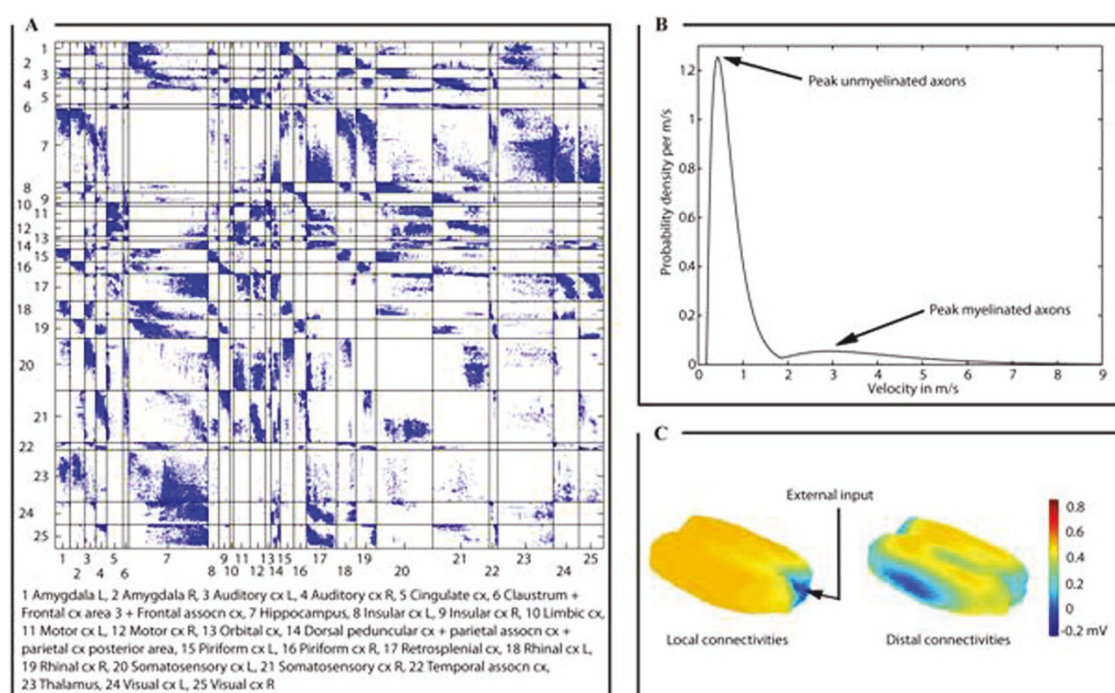 A
1
2
3
4
5
6
7
8
9
10
11
12
13
14
15
16
17
18
19
20
21
22
23
24
25
1 3 5 7 9 11 13 15 17 19 21 23 25
2 4 6 8 10 12 14 16 18 20 22 24
1 Amygdala L, 2 Amygdala R, 3 Auditory cx L, 4 Auditory cx R, 5 Cingulate cx, 6 Claustrum +
Frontal cx area 3 + Frontal assocn cx, 7 Hippocampus, 8 Insular cx L, 9 Insular cx R, 10 Limbic cx,
11 Motor cx L, 12 Motor cx R, 13 Orbital cx, 14 Dorsal peduncular cx + parietal assocn cx +
parietal cx posterior area, 15 Piriform cx L, 16 Piriform cx R, 17 Retrosplenial cx, 18 Rhinal cx L,
19 Rhinal cx R, 20 Somatosensory cx L, 21 Somatosensory cx R, 22 Temporal assocn cx,
23 Thalamus, 24 Visual cx L, 25 Visual cx R
B
Probability density per m/s
1.2
1
0.8
0.6
0.4
0.2
0
Peak unmyelinated axons
Peak myelinated axons
0 1 2 3 4 5 6 7 8 9
Velocity in m/s
C
External input
0.8
0.6
0.4
0.2
0
-0.2 mV
Local connectivities
Distal connectivities